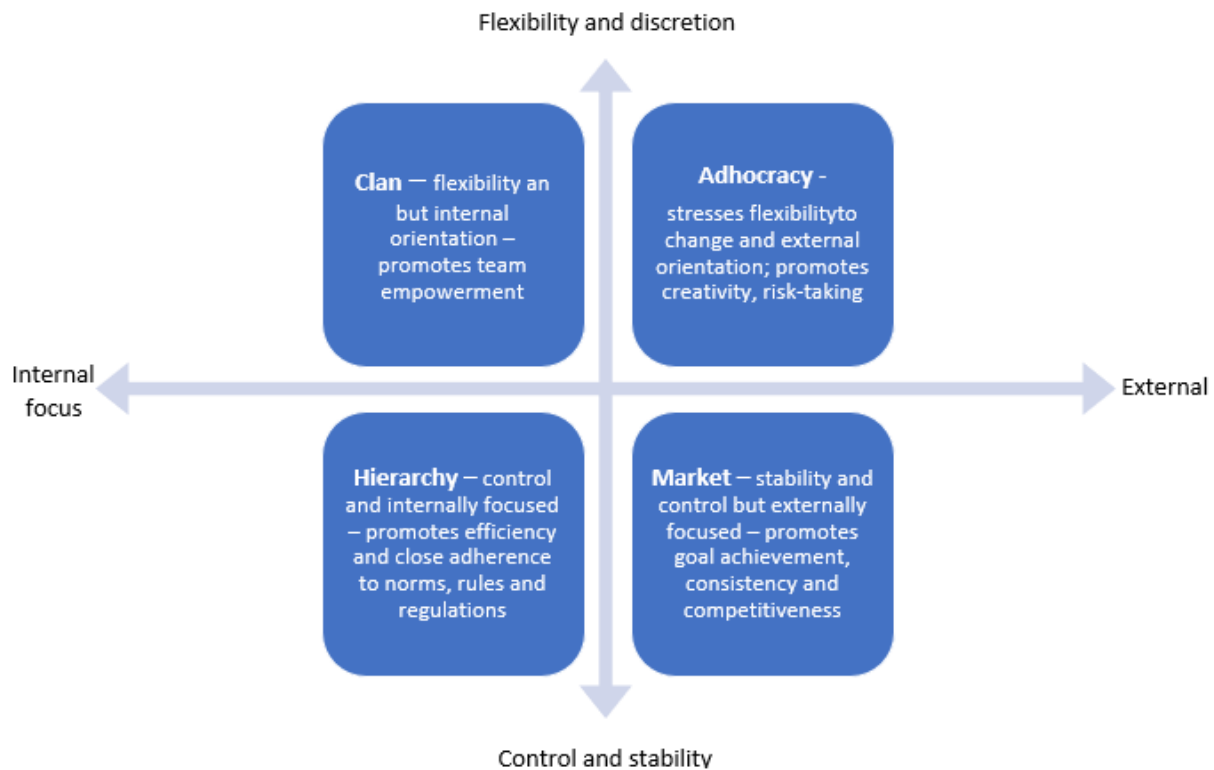 Flexibility and discretion
Clan — flexibility an
but internal
orientation –
promotes team
empowerment
Adhocracy -
stresses flexibilityto
change and external
orientation; promotes
creativity, risk-taking
Internal
focus
External
Hierarchy – control
and internally focused
– promotes efficiency
and close adherence
to norms, rules and
regulations
Market – stability and
control but externally
focused – promotes
goal achievement,
consistency and
competitiveness
Control and stability